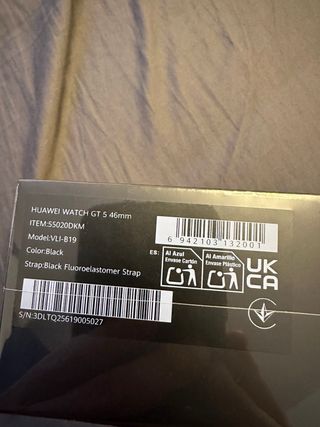 HUAWEI WATCH GT 5 46mm
ITEM:55020DKM
Model:VLI-B19
Color:Black
Strap:Black Fluoroelastomer Strap
6 942103 132001
ES:
Al Azul
Envase Cartón
Al Amarillo
Envase Plástico
UK
CA
S/N:3DLTQ25619005027